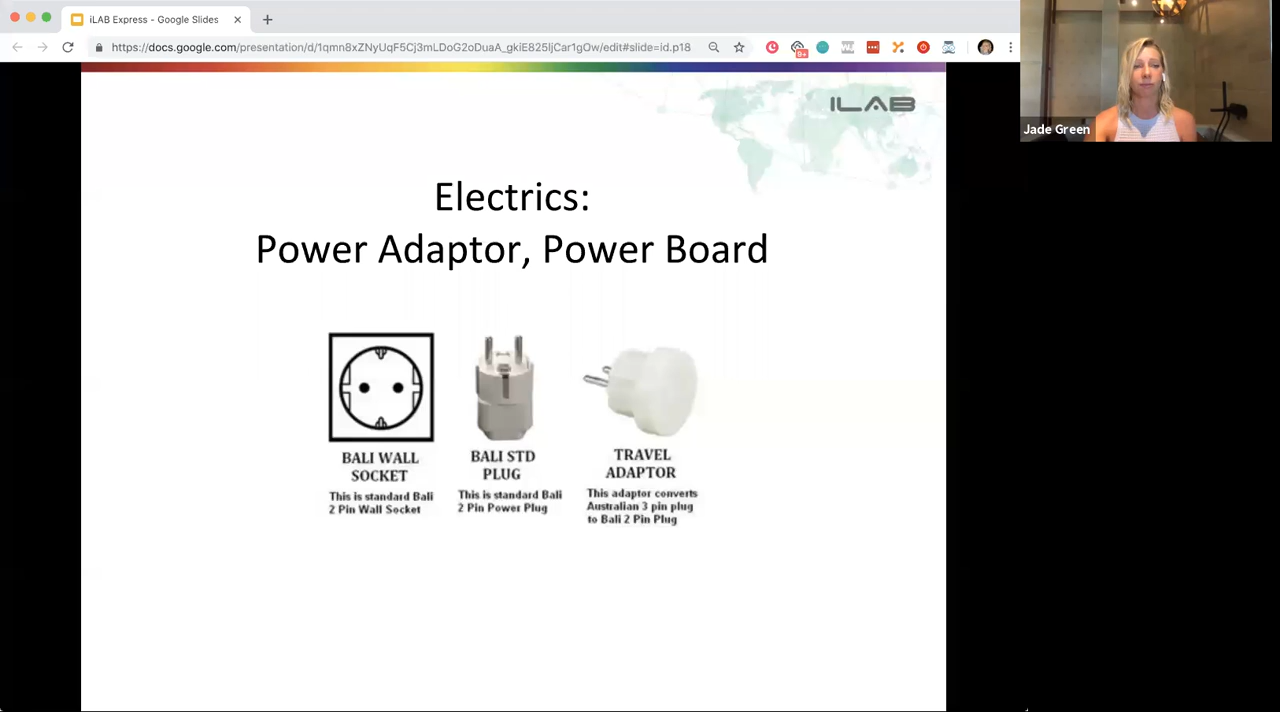 iLAB Express - Google Slides
https://docs.google.com/presentation/d/1qmn8xZNyUqF5Cj3mLDoG2oDuaA_gkiE825ljCar1gOw/edit#slide=id.p18
9+
Jade Green
ILAB
Electrics:
Power Adaptor, Power Board
BALI WALL
SOCKET
This is standard Bali
2 Pin Wall Socket
BALI STD
PLUG
This is standard Bali
2 Pin Power Plug
TRAVEL
ADAPTOR
This adaptor converts
Australian 3 pin plug
to Bali 2 Pin Plug